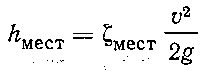 h_мест = ζ_мест v²/2g